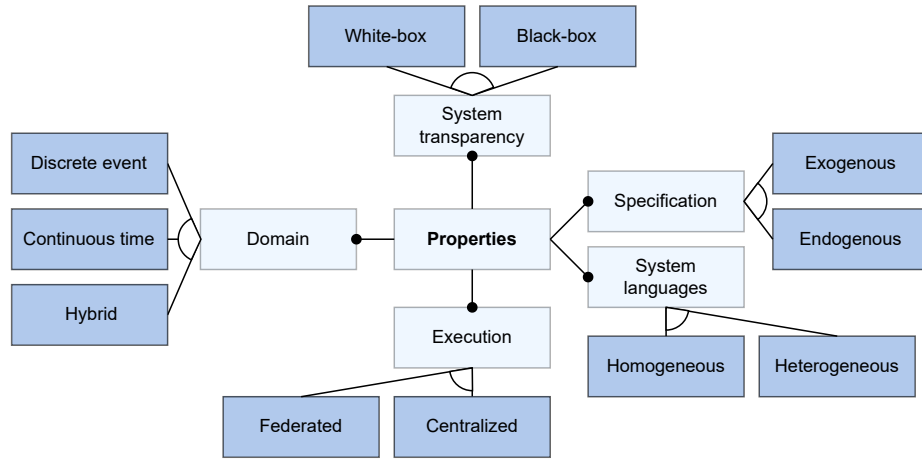 White-box
Black-box
System
transparency
Discrete event
Exogenous
Specification
Continuous time
Domain
Properties
Endogenous
System
languages
Hybrid
Execution
Homogeneous
Heterogeneous
Federated
Centralized